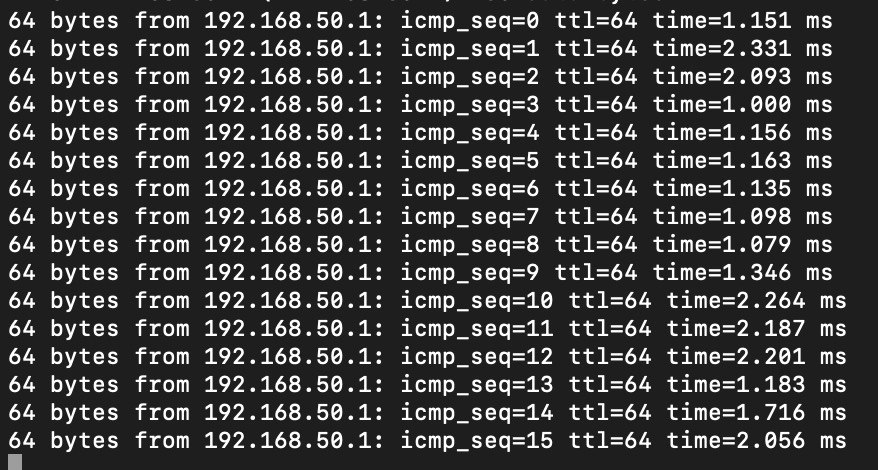 64 bytes from 192.168.50.1: icmp_seq=0 ttl=64 time=1.151 ms
64 bytes from 192.168.50.1: icmp_seq=1 ttl=64 time=2.331 ms
64 bytes from 192.168.50.1: icmp_seq=2 ttl=64 time=2.093 ms
64 bytes from 192.168.50.1: icmp_seq=3 ttl=64 time=1.000 ms
64 bytes from 192.168.50.1: icmp_seq=4 ttl=64 time=1.156 ms
64 bytes from 192.168.50.1: icmp_seq=5 ttl=64 time=1.163 ms
64 bytes from 192.168.50.1: icmp_seq=6 ttl=64 time=1.135 ms
64 bytes from 192.168.50.1: icmp_seq=7 ttl=64 time=1.098 ms
64 bytes from 192.168.50.1: icmp_seq=8 ttl=64 time=1.079 ms
64 bytes from 192.168.50.1: icmp_seq=9 ttl=64 time=1.346 ms
64 bytes from 192.168.50.1: icmp_seq=10 ttl=64 time=2.264 ms
64 bytes from 192.168.50.1: icmp_seq=11 ttl=64 time=2.187 ms
64 bytes from 192.168.50.1: icmp_seq=12 ttl=64 time=2.201 ms
64 bytes from 192.168.50.1: icmp_seq=13 ttl=64 time=1.183 ms
64 bytes from 192.168.50.1: icmp_seq=14 ttl=64 time=1.716 ms
64 bytes from 192.168.50.1: icmp_seq=15 ttl=64 time=2.056 ms